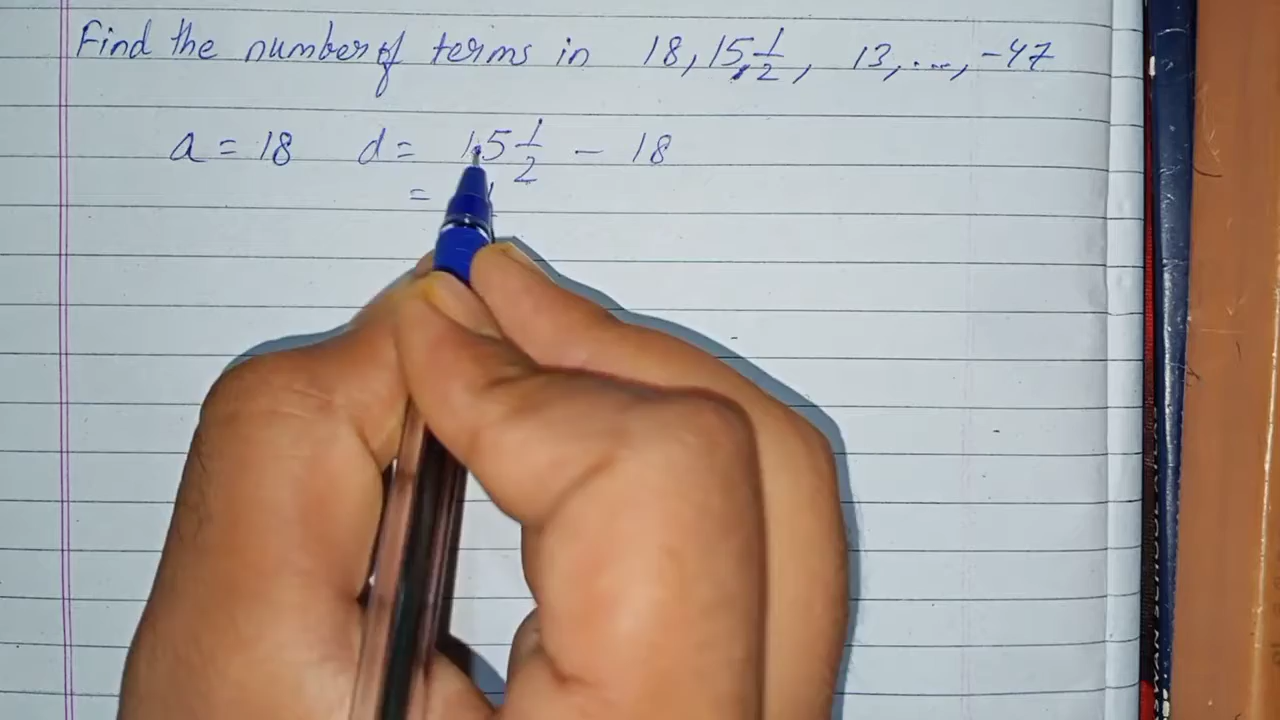 Find the number of terms in 18, 15, 1/2, 13, ..., -47
a = 18 d = 15 1/2 - 18
=